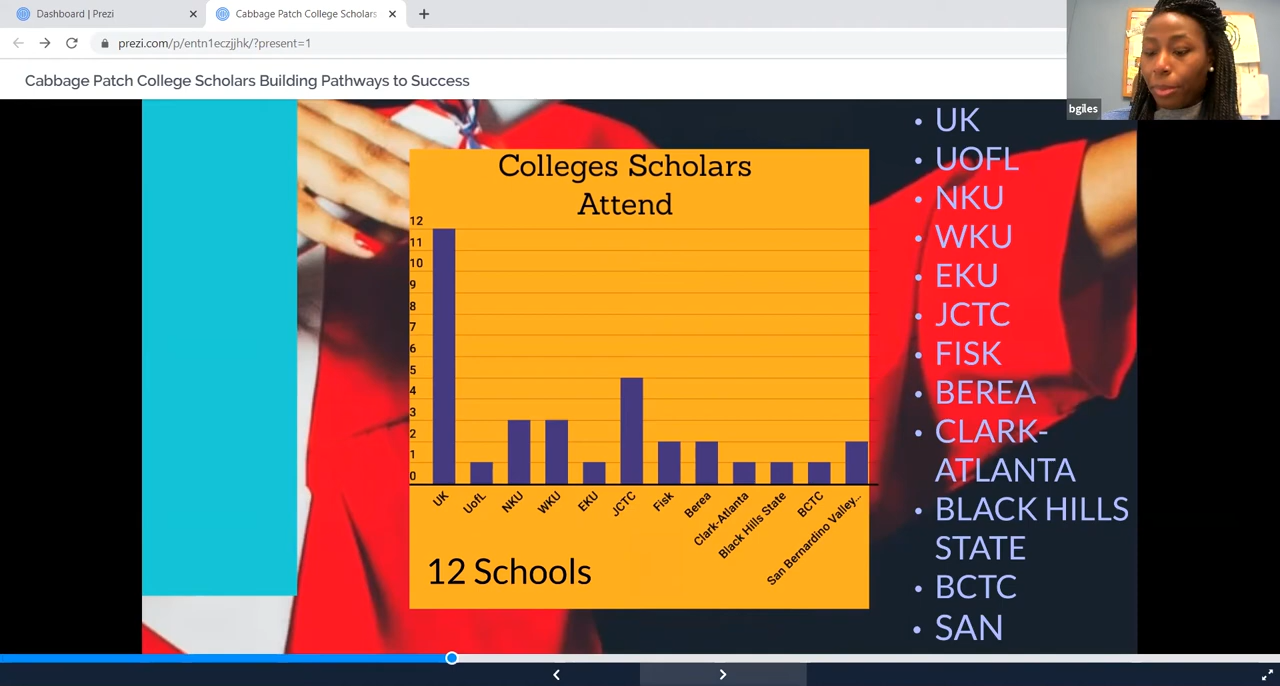 Dashboard | Prezi
Cabbage Patch College Scholars
prezi.com/p/entn1eczjjhk/?present=1
Cabbage Patch College Scholars Building Pathways to Success
bgiles
Colleges Scholars
Attend
12
11
10
9
8
7
6
5
4
3
2
1
0
UK
UofL
NKU
WKU
EKU
JCTC
Fisk
Berea
Clark-Atlanta
Black Hills State
BCTC
San Bernardino Valley...
12 Schools
• UK
• UOFL
• NKU
• WKU
• EKU
• JCTC
• FISK
• BEREA
• CLARK-
ATLANTA
• BLACK HILLS
STATE
• BCTC
• SAN